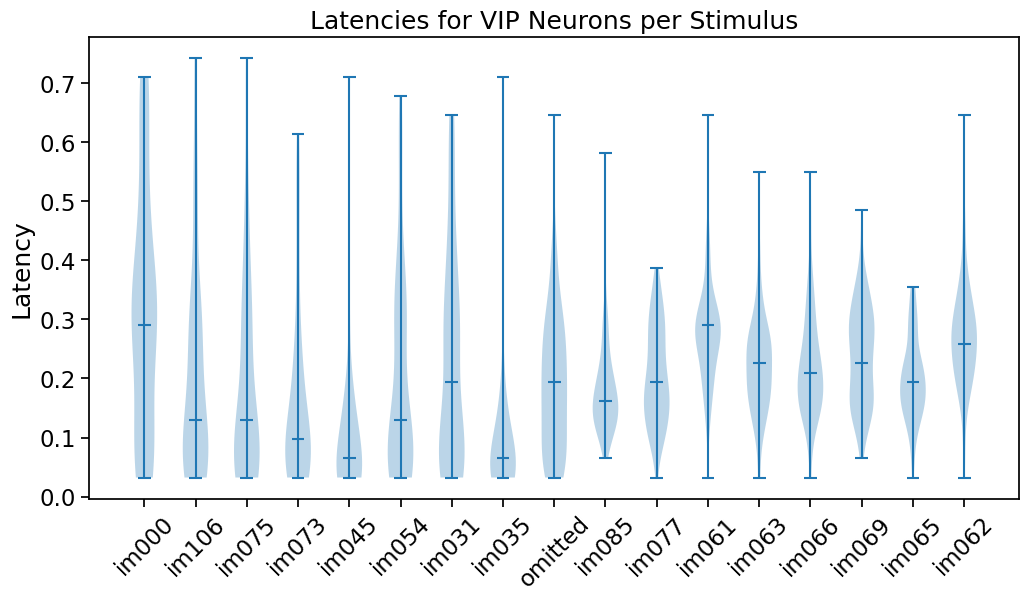 Latencies for VIP Neurons per Stimulus
Latency
0.7
0.6
0.5
0.4
0.3
0.2
0.1
0.0
im000
im106
im075
im073
im045
im054
im031
im035
omitted
im085
im077
im061
im063
im066
im069
im065
im062